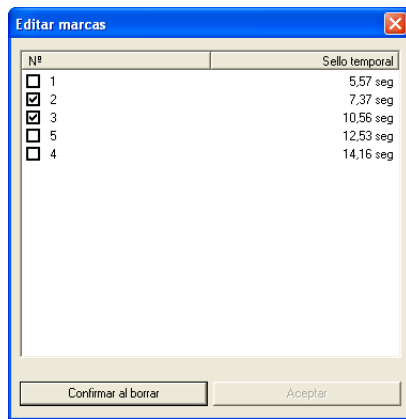 Editar marcas
Nº Sello temporal
1 5,57 seg
2 7,37 seg
3 10,56 seg
5 12,53 seg
4 14,16 seg
Confirmar al borrar Aceptar